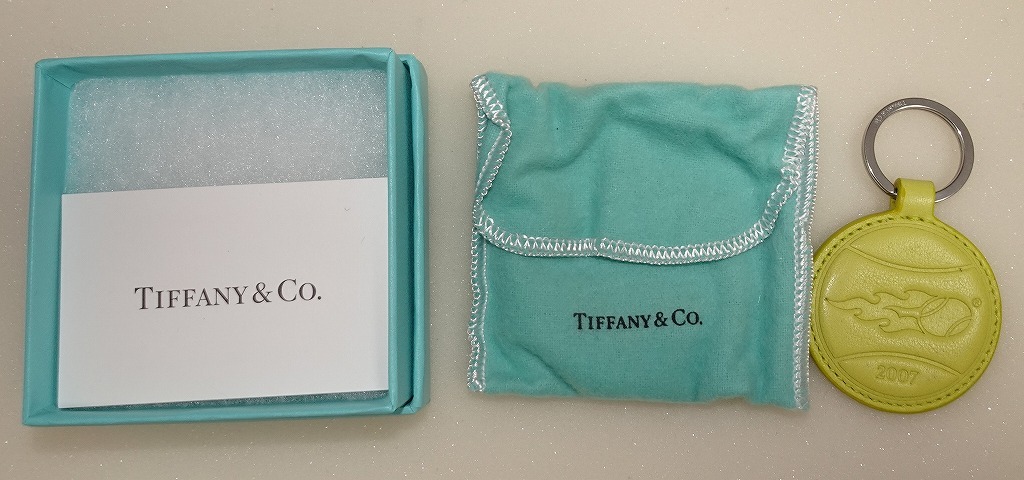 TIFFANY & CO.
TIFFANY & CO.
®
2007